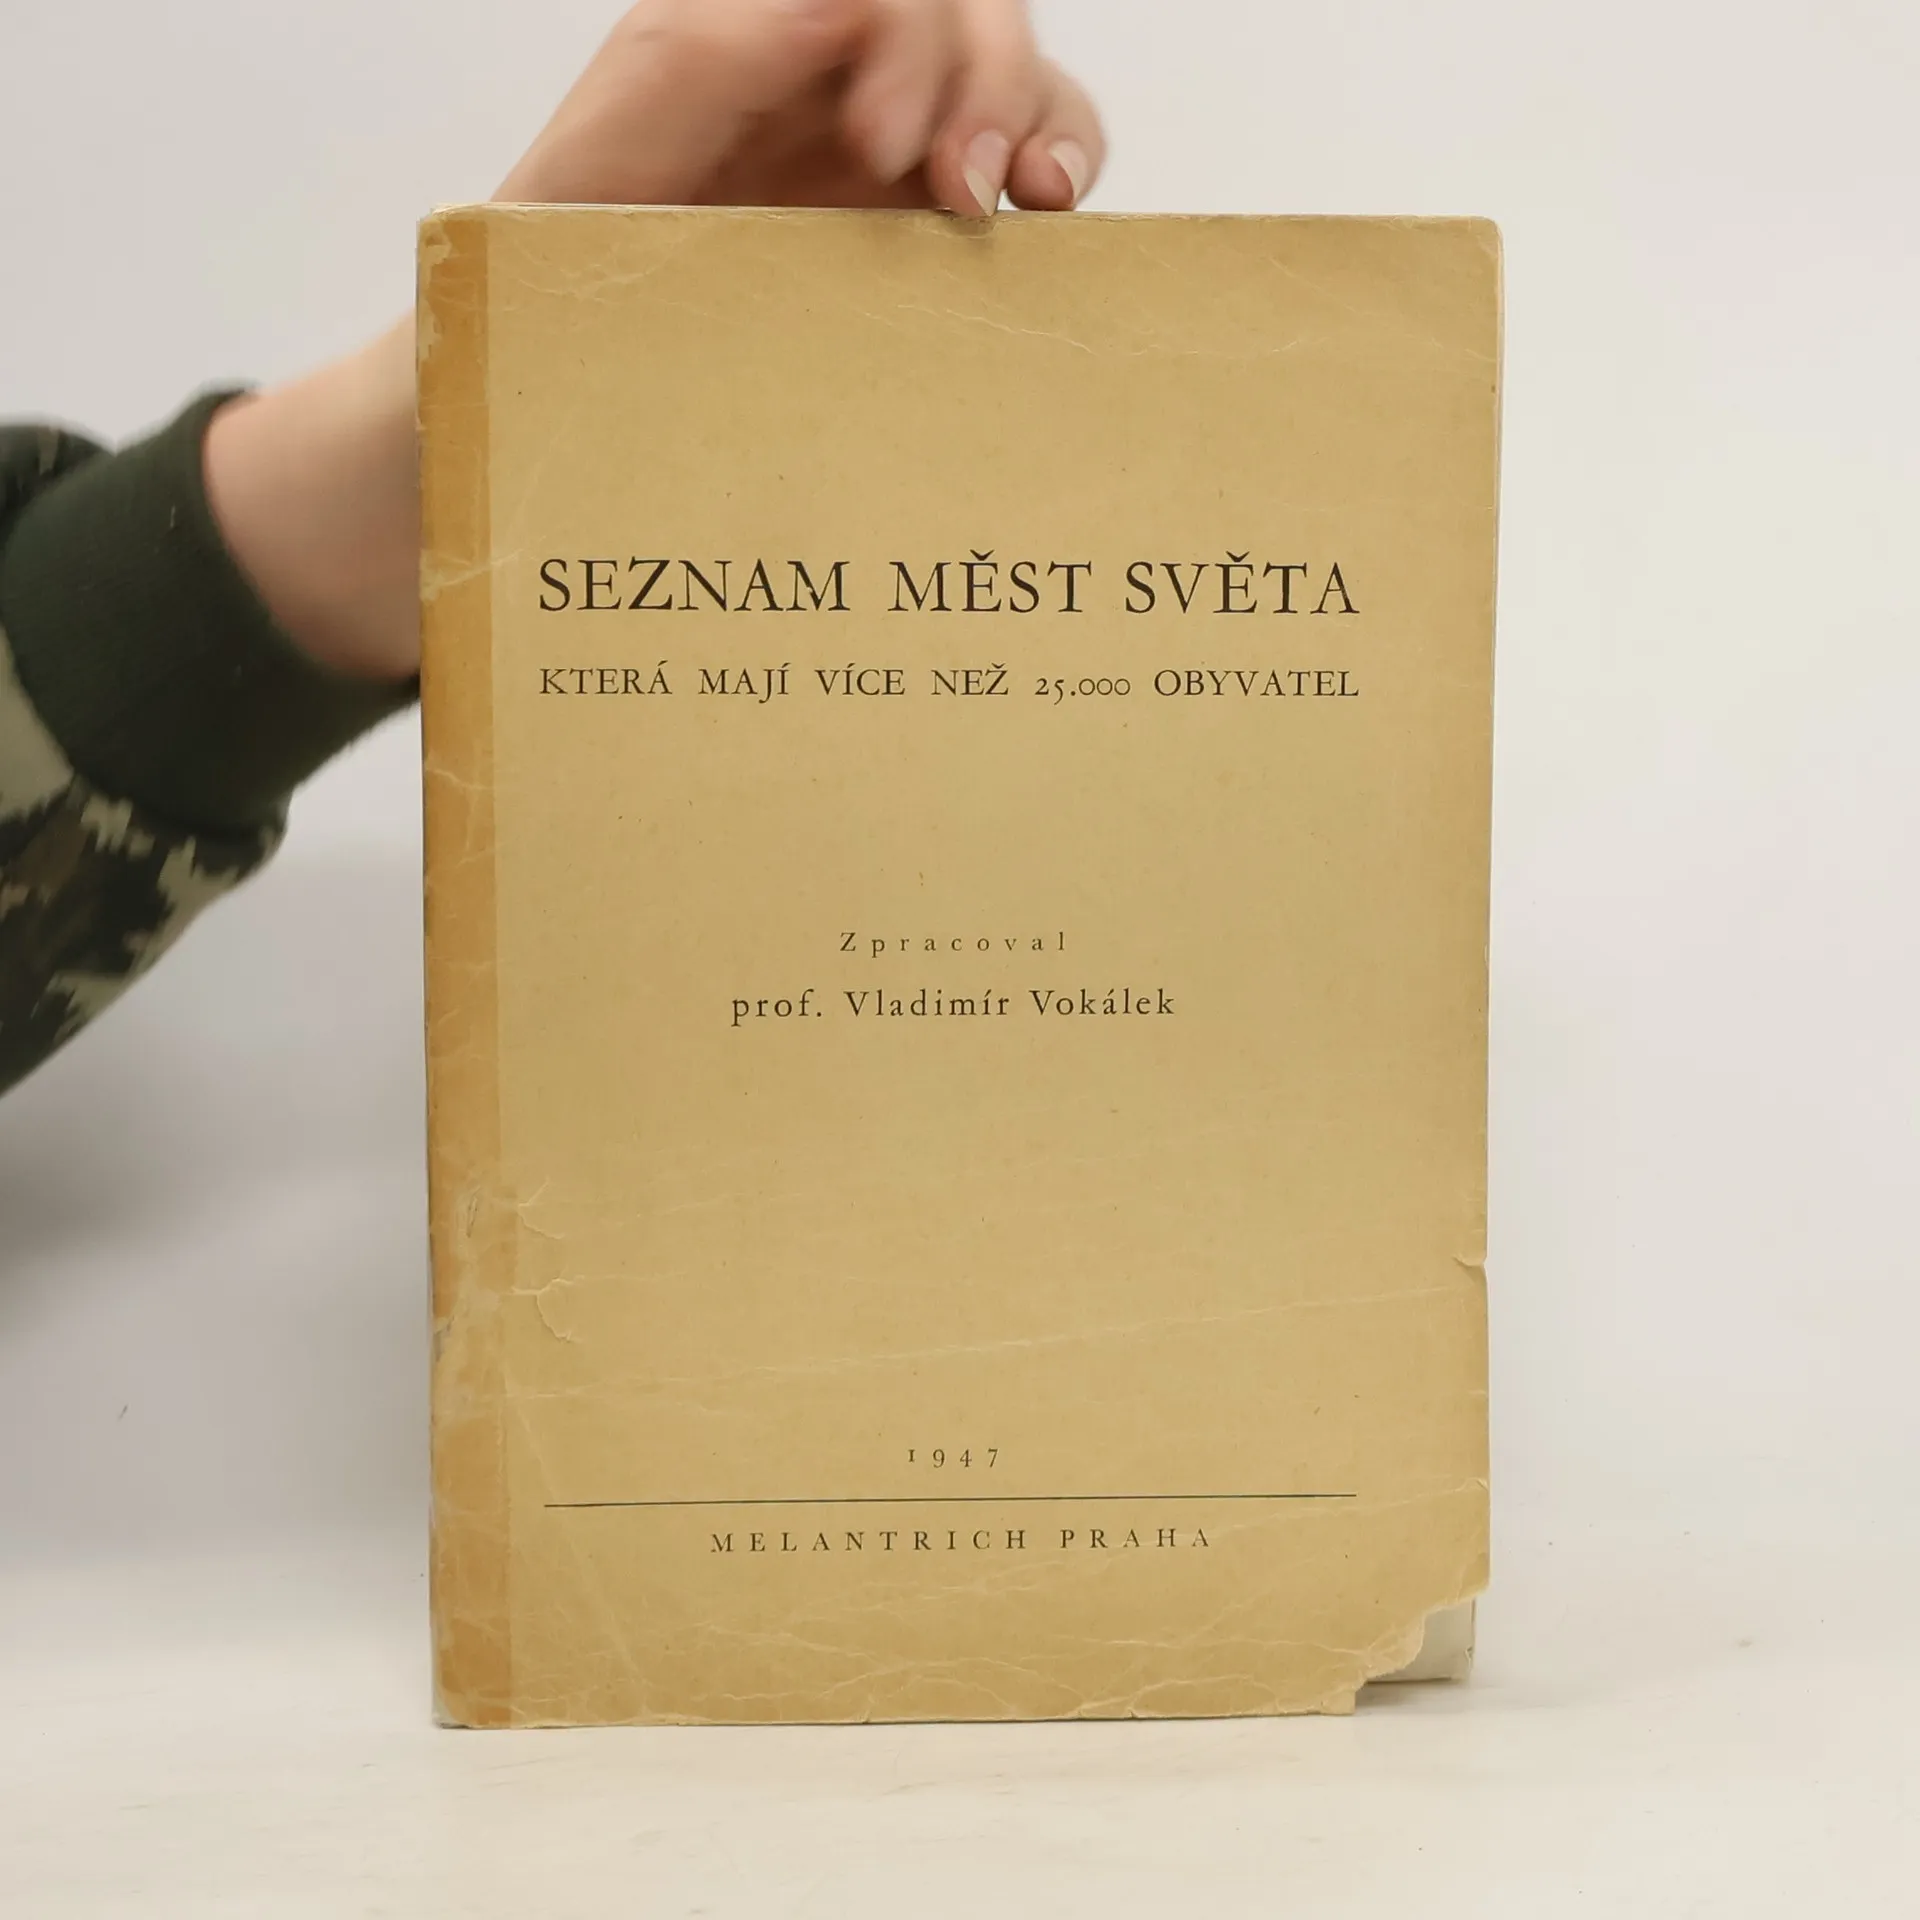 SEZNAM MĚST SVĚTA
KTERÁ MAJÍ VÍCE NEŽ 25.000 OBYVATEL
Zpracoval
prof. Vladimír Vokálek
1947
MELANTRICH PRAHA